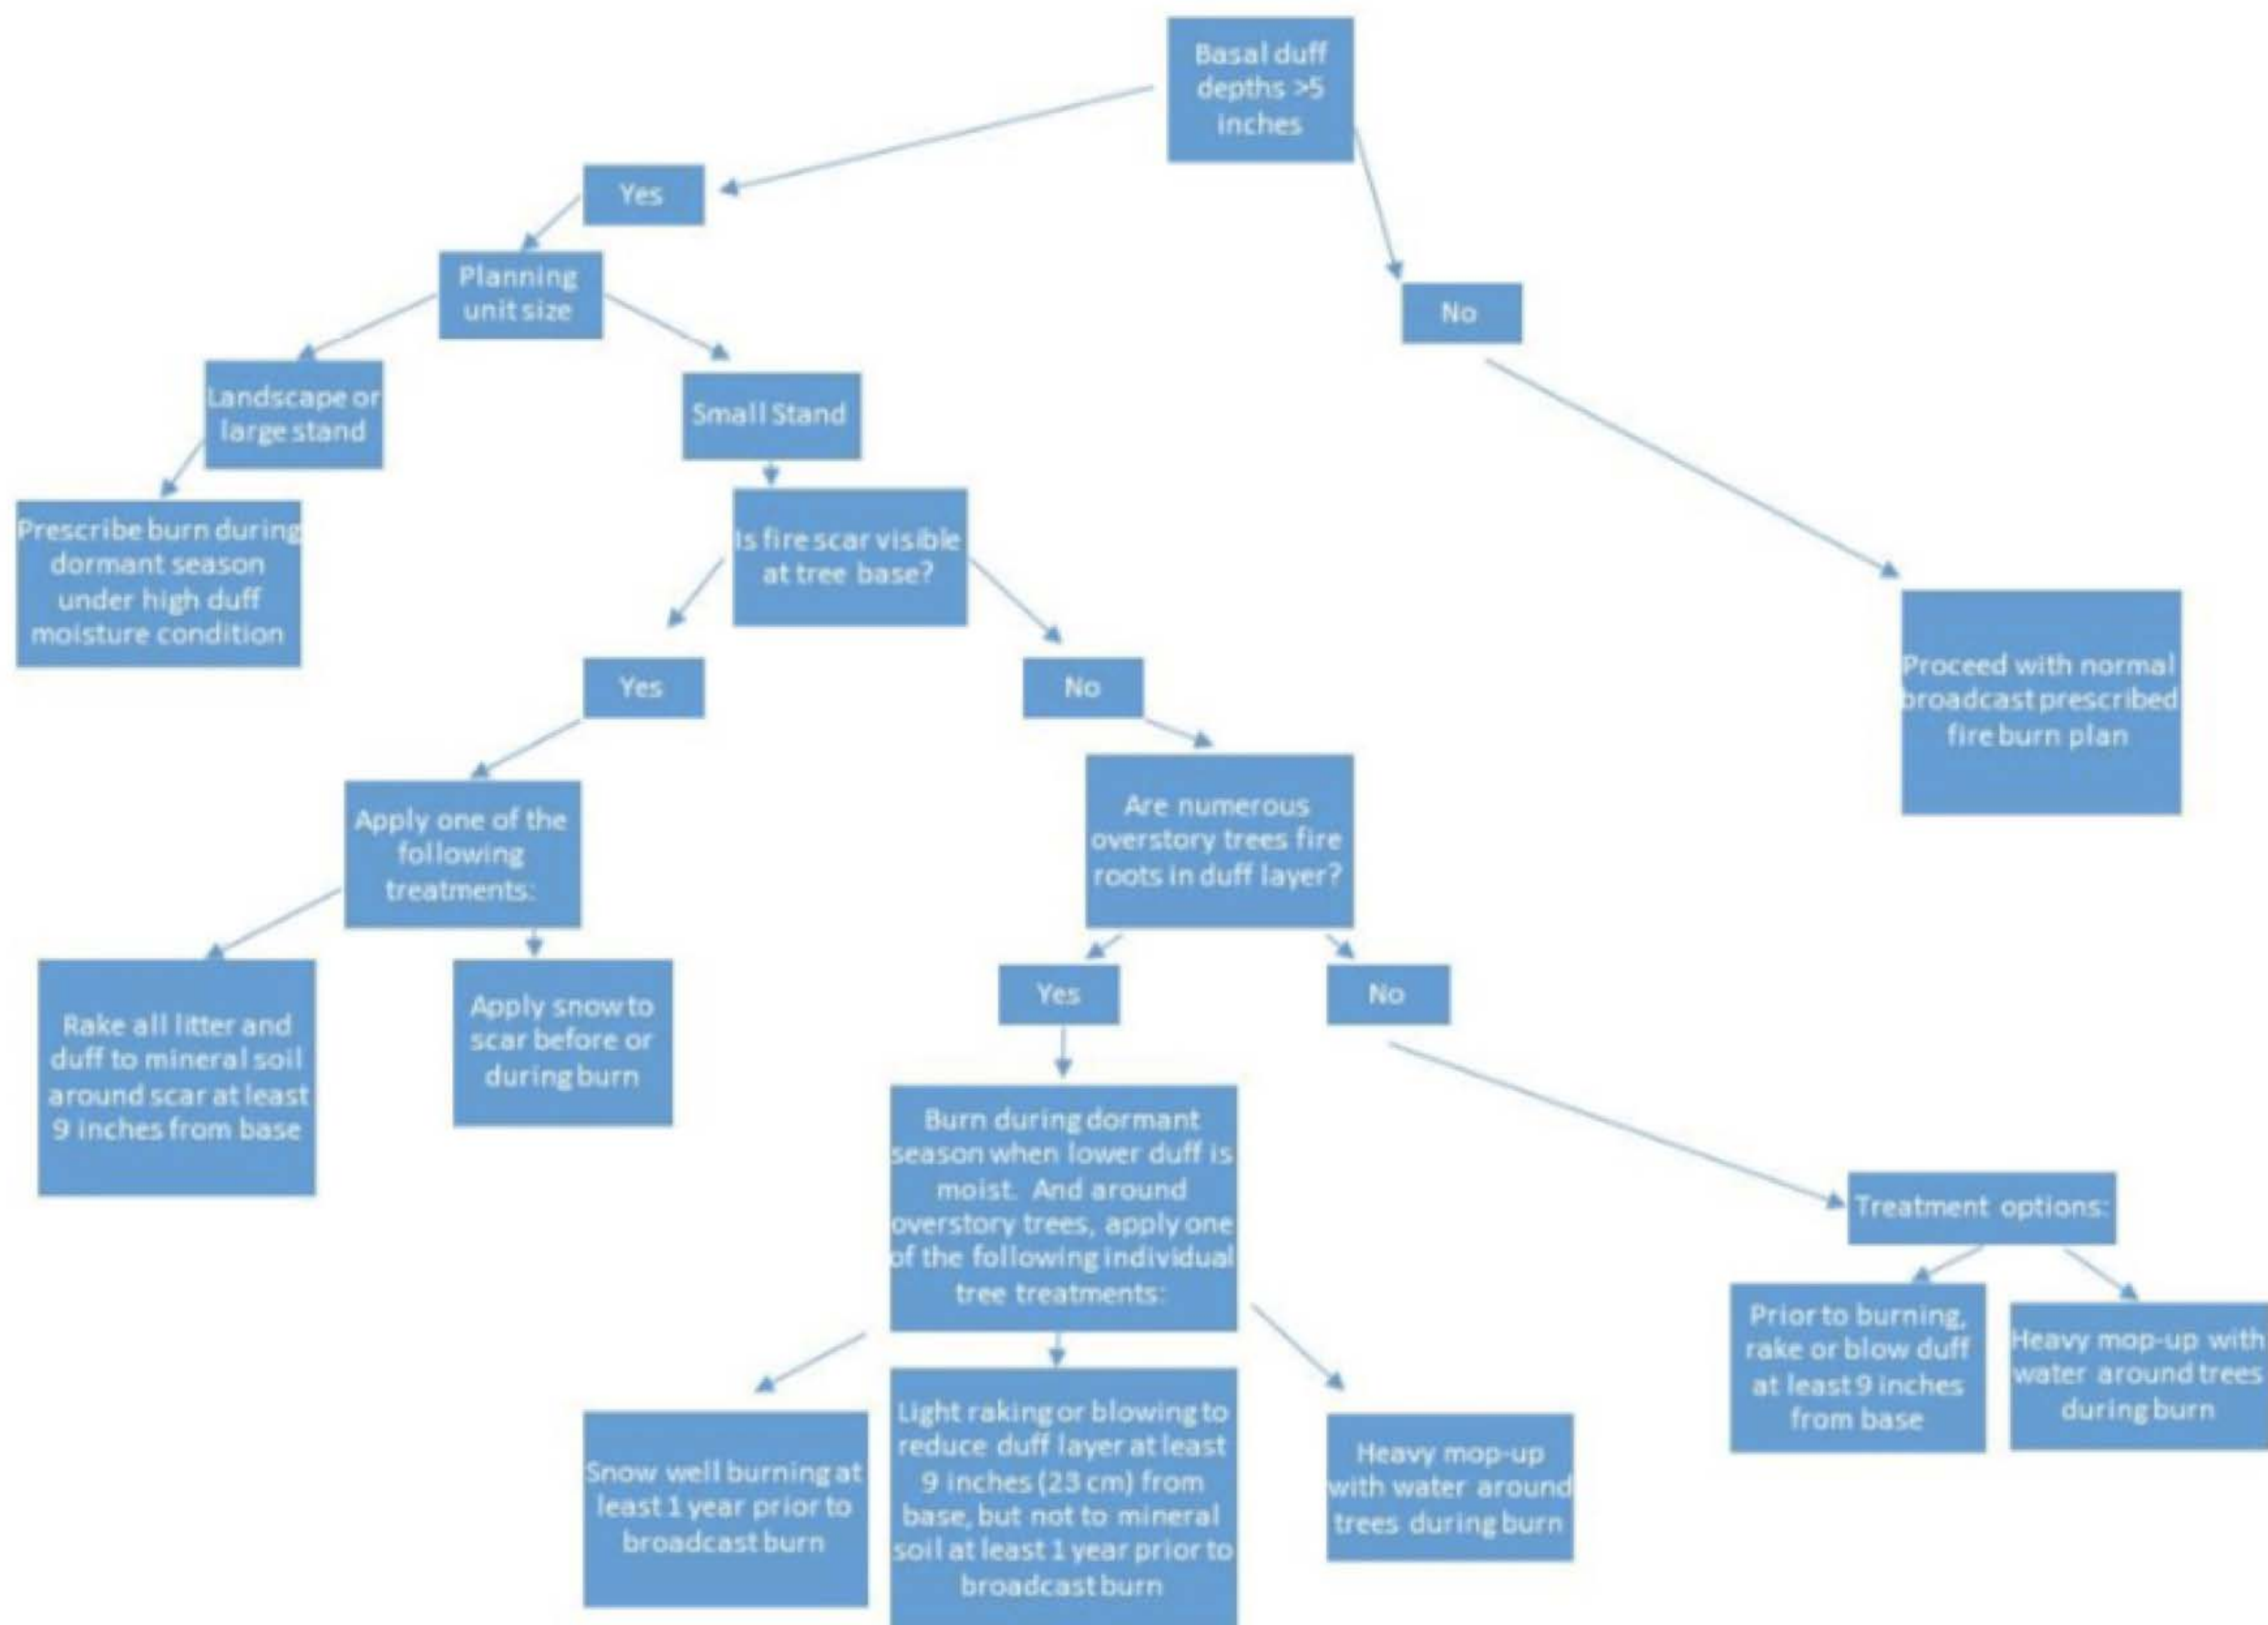 Basal duff
depths >5
inches
Yes
Planning
unit size
No
Landscape or
large stand
Small Stand
Prescribe burn during
dormant season
under high duff
moisture condition
Is fire scar visible
at tree base?
Yes
No
Proceed with normal
broadcast prescribed
fire burn plan
Apply one of the
following
treatments:
Are numerous
overstory trees fire
roots in duff layer?
Rake all litter and
duff to mineral soil
around scar at least
9 inches from base
Apply snow to
scar before or
during burn
Yes
No
Burn during dormant
season when lower duff is
moist. And around
overstory trees, apply one
of the following individual
tree treatments:
Treatment options:
Prior to burning,
rake or blow duff
at least 9 inches
from base
Heavy mop-up with
water around trees
during burn
Snow well burning at
least 1 year prior to
broadcast burn
Light raking or blowing to
reduce duff layer at least
9 inches (23 cm) from
base, but not to mineral
soil at least 1 year prior to
broadcast burn
Heavy mop-up
with water around
trees during burn